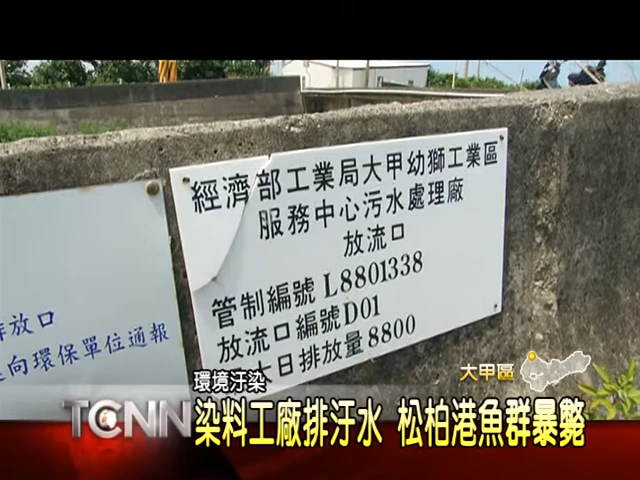 經濟部工業局大甲幼獅工業區
服務中心污水處理廠
放流口
管制編號 L8801338
放流口編號D01
大日排放量8800
放口
向環保單位通報
環境汙染
大甲區
TCNN
染料工廠排汙水 松柏港魚群暴斃